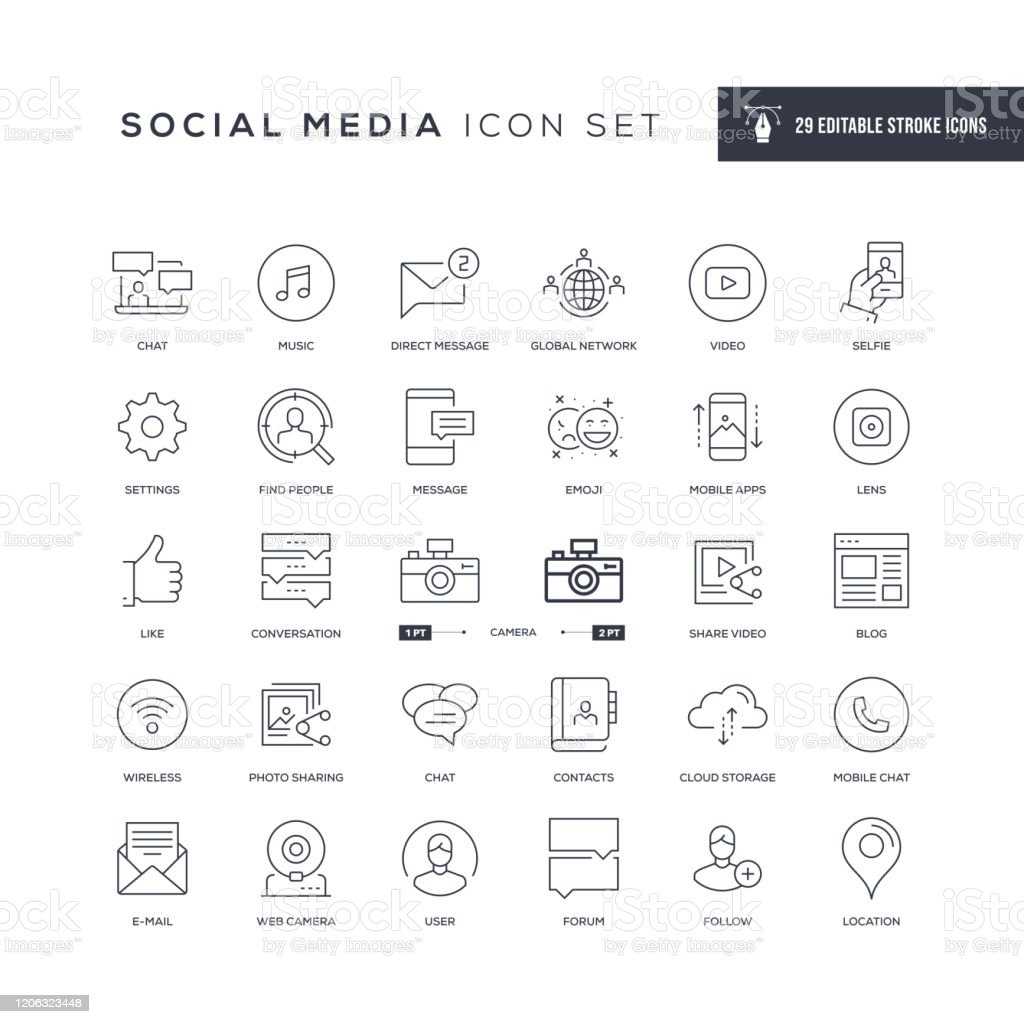 SOCIAL MEDIA ICON SET
29 EDITABLE STROKE ICONS
2
CHAT MUSIC DIRECT MESSAGE GLOBAL NETWORK VIDEO SELFIE
SETTINGS FIND PEOPLE MESSAGE EMOJI MOBILE APPS LENS
LIKE CONVERSATION 1 PT CAMERA 2 PT SHARE VIDEO BLOG
WIRELESS PHOTO SHARING CHAT CONTACTS CLOUD STORAGE MOBILE CHAT
E-MAIL WEB CAMERA USER FORUM FOLLOW LOCATION
iStock
by Getty Images™
1206323448